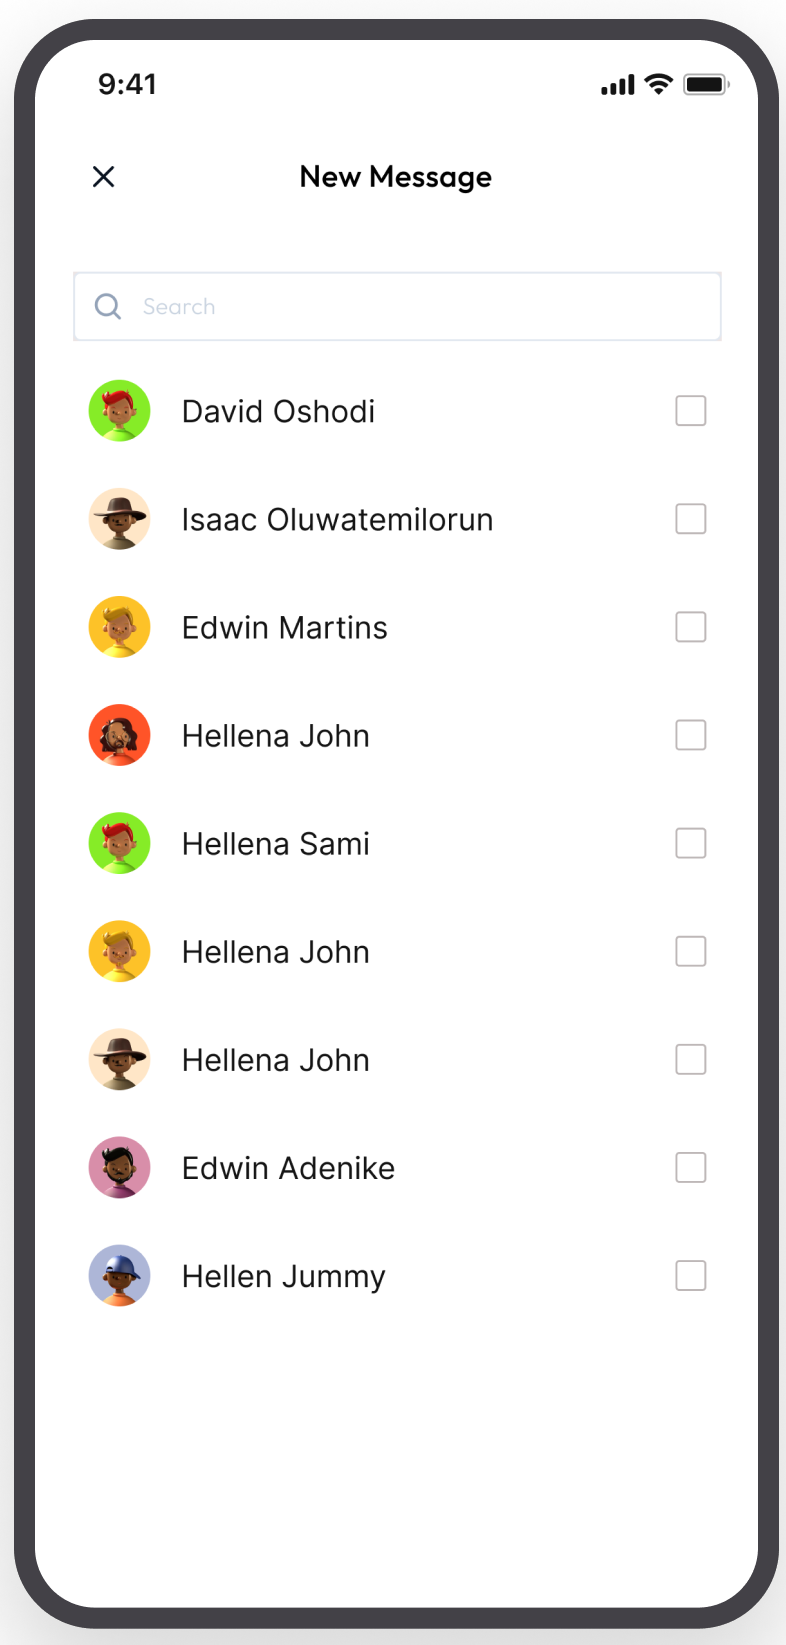 9:41
New Message
Search
David Oshodi
Isaac Oluwatemilorun
Edwin Martins
Hellena John
Hellena Sami
Hellena John
Hellena John
Edwin Adenike
Hellen Jummy